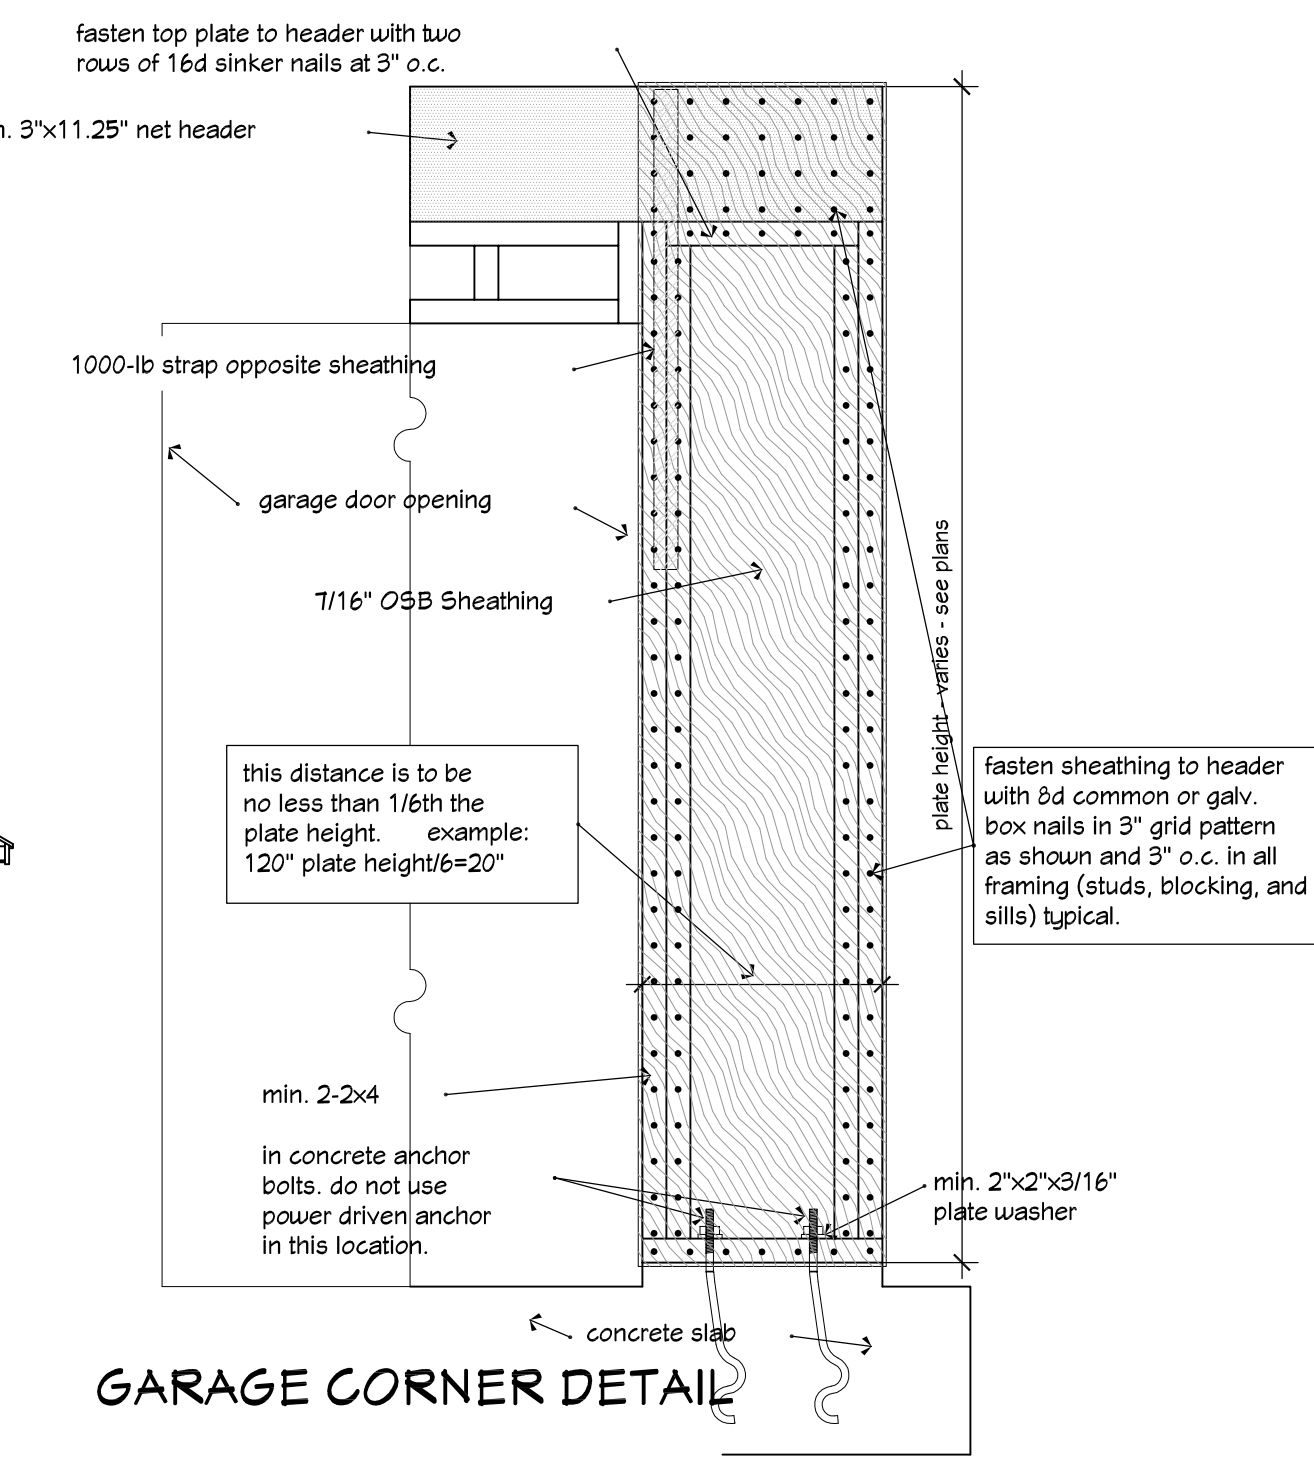 fasten top plate to header with two
rows of 16d sinker nails at 3" o.c.
3"x11.25" net header
1000-lb strap opposite sheathing
garage door opening
7/16" OSB Sheathing
plate height - varies - see plans
this distance is to be
no less than 1/6th the
plate height. example:
120" plate height/6=20"
fasten sheathing to header
with 8d common or galv.
box nails in 3" grid pattern
as shown and 3" o.c. in all
framing (studs, blocking, and
sills) typical.
min. 2-2x4
in concrete anchor
bolts. do not use
power driven anchor
in this location.
min. 2"x2"x3/16"
plate washer
concrete slab
GARAGE CORNER DETAIL